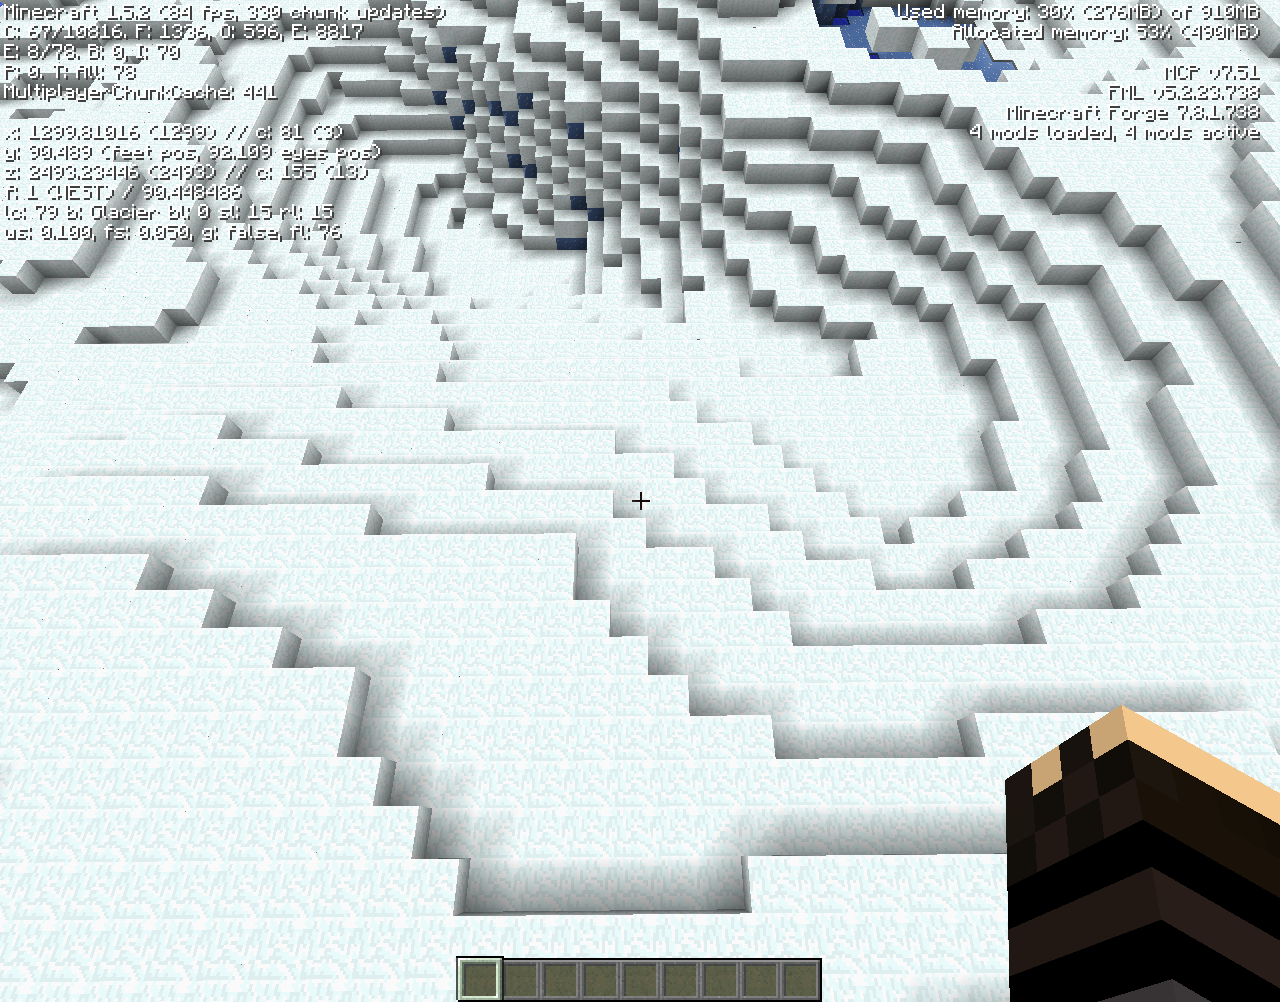 Minecraft 1.5.2 (34 fps, 339 chunk updates)
C: 67/10816, F: 1336, O: 596, E: 8817
E: 8/78, B: 0, I: 70
P: 0, T: All: 78
MultiplayerChunkCache: 441
x: 1299.81016 (1299) // c: 81 (3)
y: 90.489 (feet pos, 92.109 eyes pos)
z: 2493.23446 (2493) // c: 155 (13)
f: 1 (WEST) / 90.448486
lc: 79 b: Glacier bl: 0 sl: 15 rl: 15
ws: 0.100, fs: 0.050, g: false, fl: 76
Used memory: 30% (276MB) of 910MB
Allocated memory: 53% (490MB)
MCP v7.51
FML v5.2.23.738
Minecraft Forge 7.8.1.738
4 mods loaded, 4 mods active